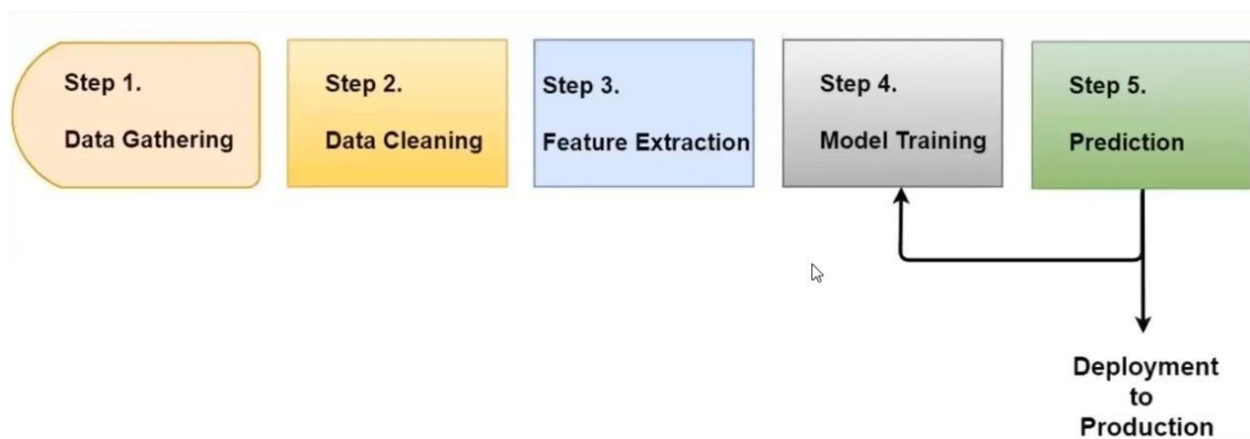 Step 1.
Data Gathering
Step 2.
Data Cleaning
Step 3.
Feature Extraction
Step 4.
Model Training
Step 5.
Prediction
Deployment
to
Production